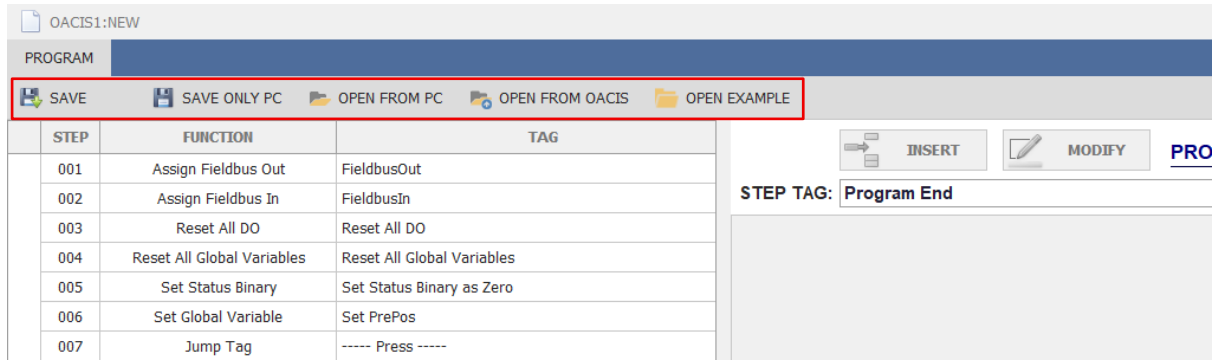 OACIS1:NEW
PROGRAM
SAVE SAVE ONLY PC OPEN FROM PC OPEN FROM OACIS OPEN EXAMPLE
STEP FUNCTION TAG
INSERT MODIFY PRO
001 Assign Fieldbus Out FieldbusOut
STEP TAG: Program End
002 Assign Fieldbus In FieldbusIn
003 Reset All DO Reset All DO
004 Reset All Global Variables Reset All Global Variables
005 Set Status Binary Set Status Binary as Zero
006 Set Global Variable Set PrePos
007 Jump Tag ----- Press -----